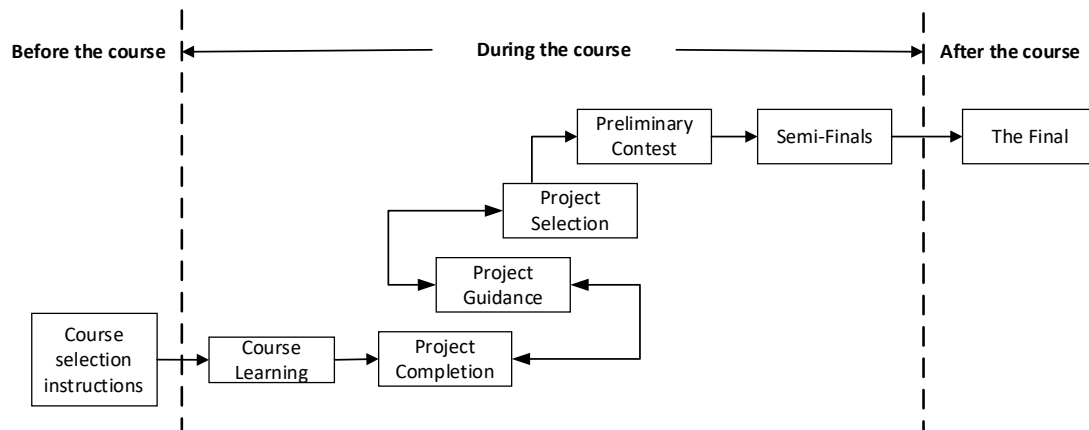 Before the course
During the course
After the course
Preliminary
Contest
Semi-Finals
The Final
Project
Selection
Project
Guidance
Course
selection
instructions
Course
Learning
Project
Completion